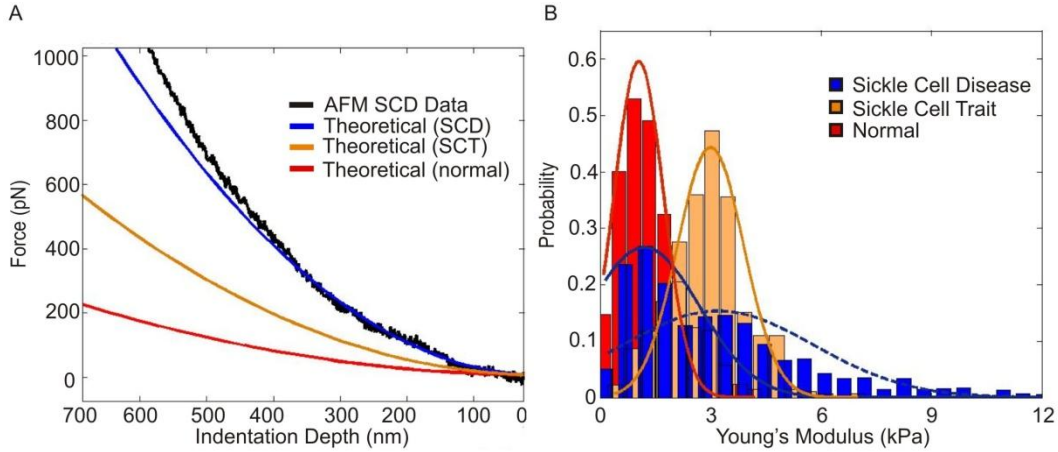 A
1000
800
600
400
200
0
Force (pN)
700
600
500
400
300
200
100
0
Indentation Depth (nm)
AFM SCD Data
Theoretical (SCD)
Theoretical (SCT)
Theoretical (normal)
B
0.6
0.5
0.4
0.3
0.2
0.1
0
Probability
0
3
6
9
12
Young's Modulus (kPa)
Sickle Cell Disease
Sickle Cell Trait
Normal